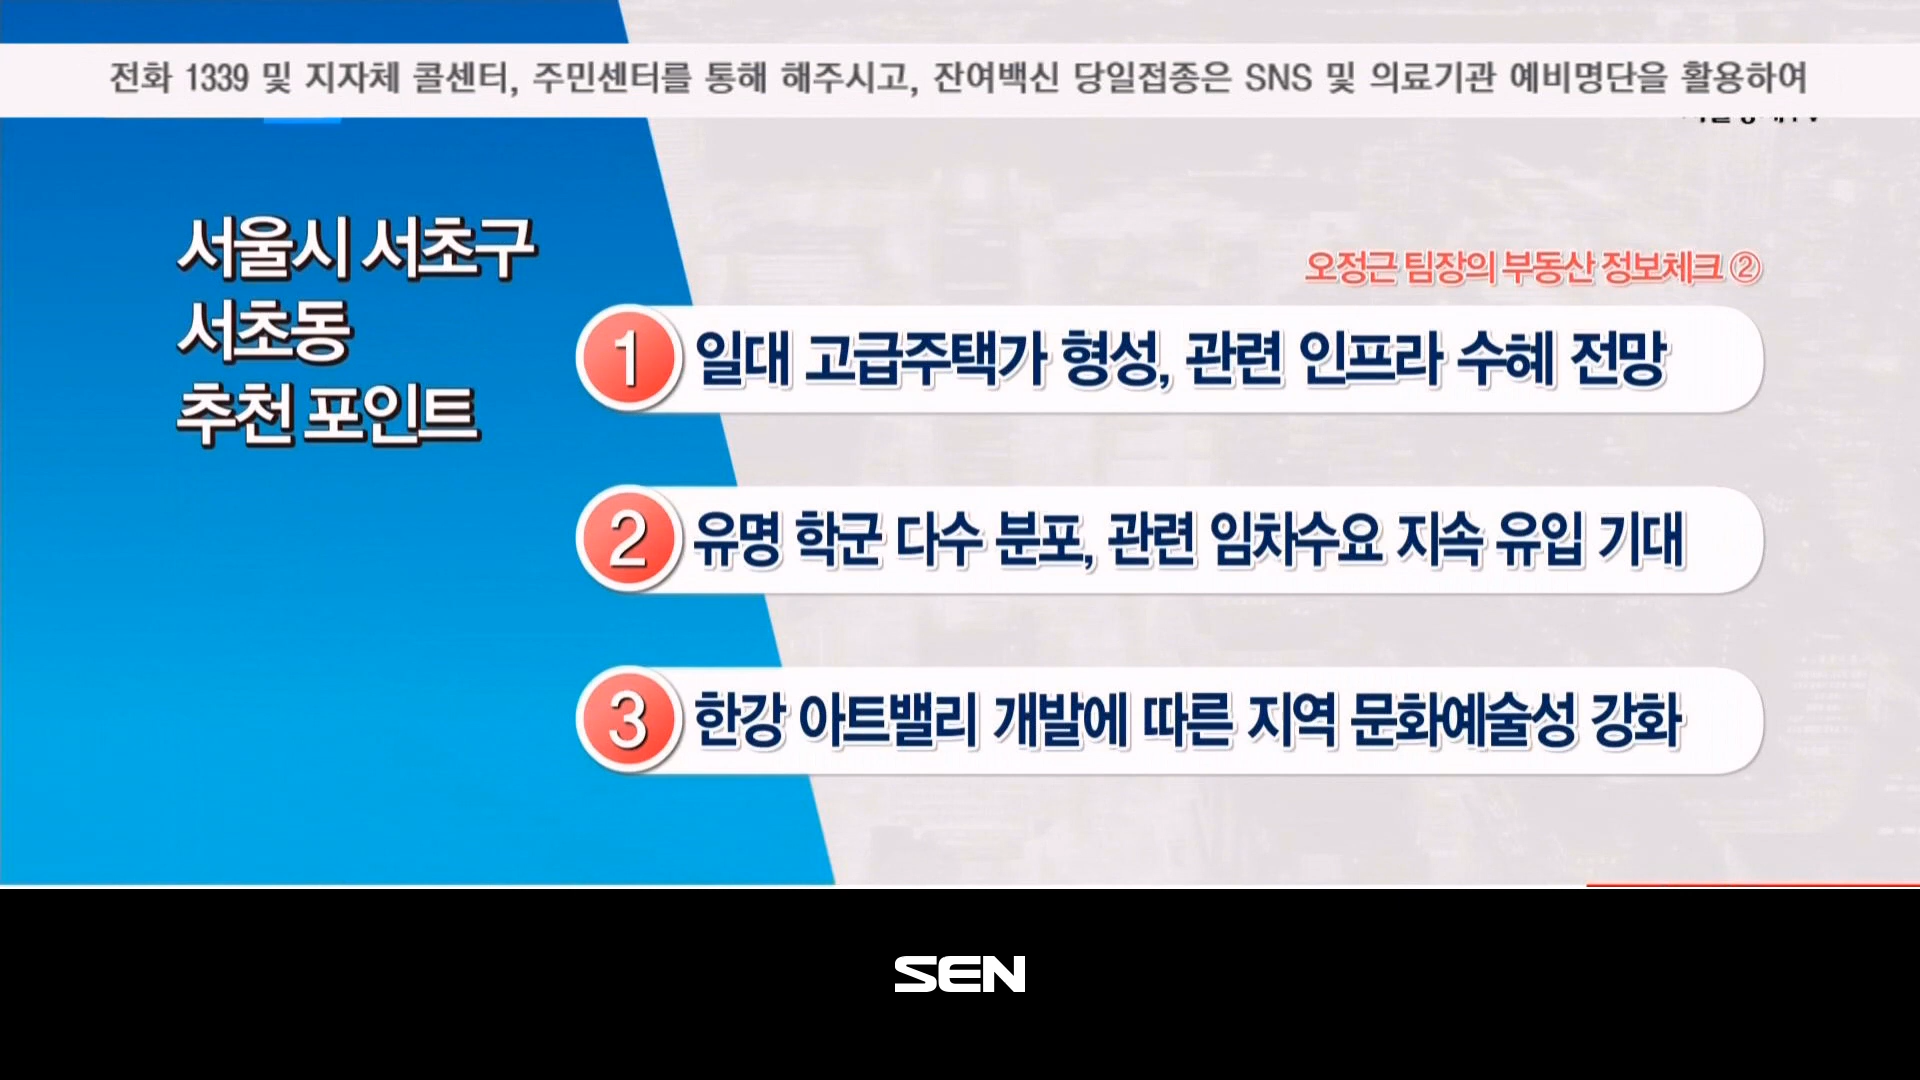 전화 1339 및 지자체 콜센터, 주민센터를 통해 해주시고, 잔여백신 당일접종은 SNS 및 의료기관 예비명단을 활용하여
서울시 서초구
서초동
추천 포인트
오정근 팀장의 부동산 정보체크 ②
1 일대 고급주택가 형성, 관련 인프라 수혜 전망
2 유명 학군 다수 분포, 관련 임차수요 지속 유입 기대
3 한강 아트밸리 개발에 따른 지역 문화예술성 강화
SEN